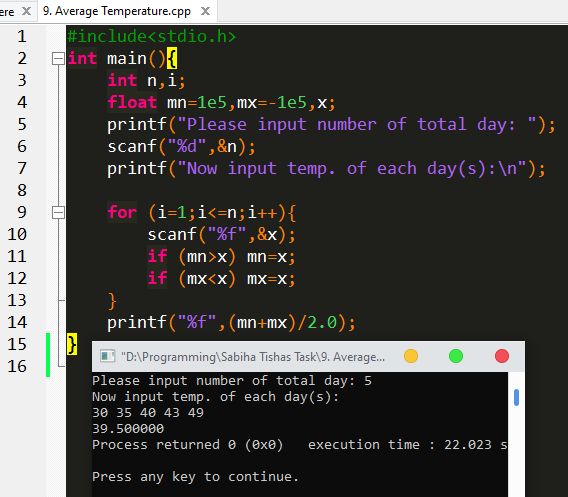 ere × 9. Average Temperature.cpp ×
1 #include<stdio.h>
2 int main(){
3 int n,i;
4 float mn=1e5,mx=-1e5,x;
5 printf("Please input number of total day: ");
6 scanf("%d",&n);
7 printf("Now input temp. of each day(s):\n");
8
9 for (i=1;i<=n;i++){
10 scanf("%f",&x);
11 if (mn>x) mn=x;
12 if (mx<x) mx=x;
13 }
14 printf("%f",(mn+mx)/2.0);
15 }
16
"D:\Programming\Sabiha Tishas Task\9. Average...
Please input number of total day: 5
Now input temp. of each day(s):
30 35 40 43 49
39.500000
Process returned 0 (0x0) execution time : 22.023 s
Press any key to continue.